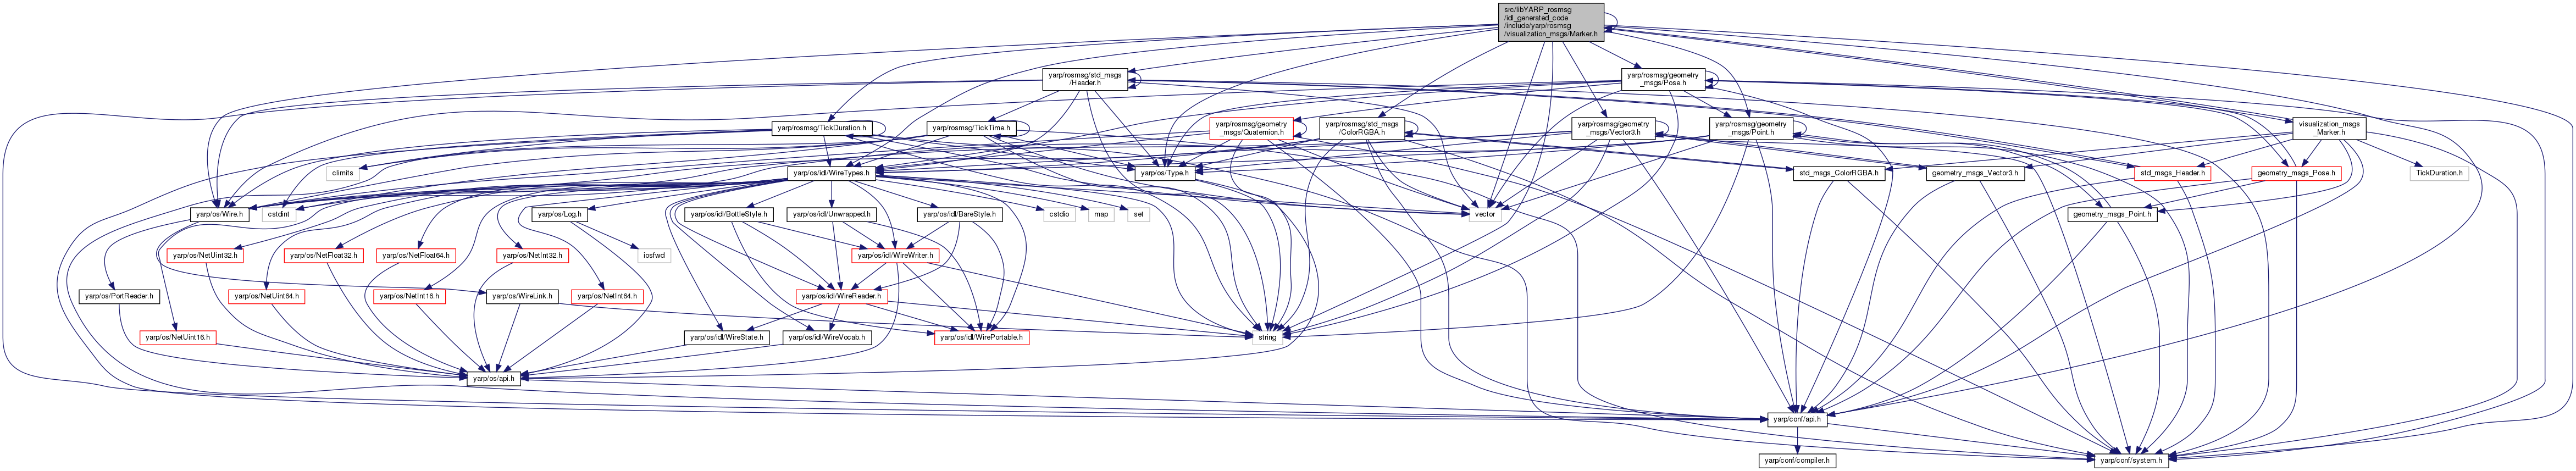 src/libYARP_rosmsg
/idl_generated_code
/include/yarp/rosmsg
/visualization_msgs/Marker.h
yarp/rosmsg/std_msgs
/Header.h
yarp/rosmsg/geometry
_msgs/Pose.h
yarp/rosmsg/TickDuration.h
yarp/rosmsg/TickTime.h
yarp/rosmsg/geometry
_msgs/Quaternion.h
yarp/rosmsg/std_msgs
/ColorRGBA.h
yarp/rosmsg/geometry
_msgs/Vector3.h
yarp/rosmsg/geometry
_msgs/Point.h
visualization_msgs
_Marker.h
climits
yarp/os/idl/WireTypes.h
yarp/os/Type.h
std_msgs_ColorRGBA.h
geometry_msgs_Vector3.h
std_msgs_Header.h
geometry_msgs_Pose.h
TickDuration.h
yarp/os/Wire.h
cstdint
yarp/os/Log.h
yarp/os/idl/BottleStyle.h
yarp/os/idl/Unwrapped.h
yarp/os/idl/BareStyle.h
cstdio
map
set
vector
geometry_msgs_Point.h
yarp/os/NetUint32.h
yarp/os/NetFloat32.h
yarp/os/NetFloat64.h
yarp/os/NetInt32.h
iosfwd
yarp/os/idl/WireWriter.h
yarp/os/PortReader.h
yarp/os/NetUint64.h
yarp/os/NetInt16.h
yarp/os/WireLink.h
yarp/os/NetInt64.h
yarp/os/idl/WireReader.h
yarp/os/NetUint16.h
yarp/os/idl/WireState.h
yarp/os/idl/WireVocab.h
yarp/os/idl/WirePortable.h
string
yarp/os/api.h
yarp/conf/api.h
yarp/conf/compiler.h
yarp/conf/system.h